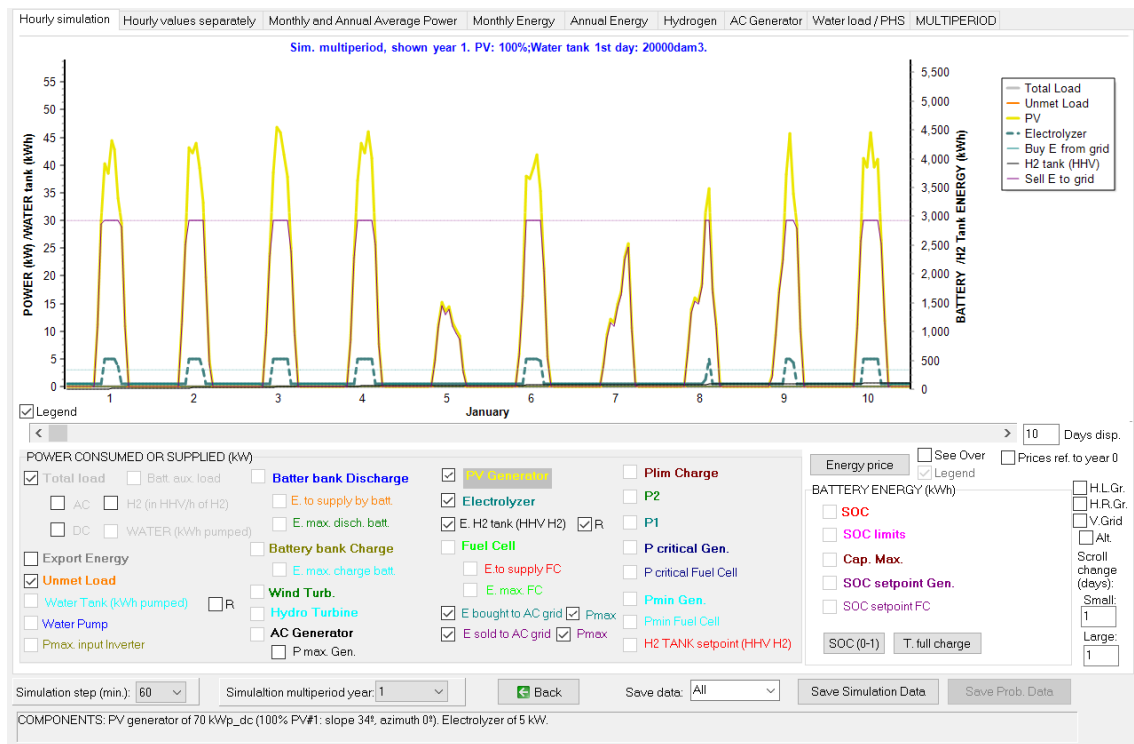 Hourly simulation Hourly values separately Monthly and Annual Average Power Monthly Energy Annual Energy Hydrogen AC Generator Water load / PHS MULTIPERIOD
Sim. multiperiod, shown year 1. PV: 100%;Water tank 1st day: 20000dam3.
POWER (kW) /WATER tank (kWh)
55
50
45
40
35
30
25
20
15
10
5
0
5,500
5,000
4,500
4,000
3,500
3,000
2,500
2,000
1,500
1,000
500
0
BATTERY /H2 Tank ENERGY (kWh)
Total Load
Unmet Load
PV
Electrolyzer
Buy E from grid
H2 tank (HHV)
Sell E to grid
1 2 3 4 5 6 7 8 9 10
January
Legend
10 Days disp.
POWER CONSUMED OR SUPPLIED (kW)
Total load Batt. aux. load
AC H2 (in HHV/h of H2)
DC WATER (kWh pumped)
Export Energy
Unmet Load
Water Tank (kWh pumped) R
Water Pump
Pmax. input Inverter
Batter bank Discharge
E. to supply by batt.
E. max. disch. batt.
Battery bank Charge
E. max. charge batt.
Wind Turb.
Hydro Turbine
AC Generator
P max. Gen.
PV Generator
Electrolyzer
E. H2 tank (HHV H2) R
Fuel Cell
E.to supply FC
E. max. FC
E bought to AC grid Pmax
E sold to AC grid Pmax
Plim Charge
P2
P1
P critical Gen.
P critical Fuel Cell
Pmin Gen.
Pmin Fuel Cell
H2 TANK setpoint (HHV H2)
Energy price See Over Prices ref. to year 0
Legend
BATTERY ENERGY (kWh)
SOC
SOC limits
Cap. Max.
SOC setpoint Gen.
SOC setpoint FC
SOC (0-1) T. full charge
H.L.Gr.
H.R.Gr.
V.Grid
Alt.
Scroll
change
(days):
Small:
1
Large:
1
Simulation step (min.): 60 Simulaltion multiperiod year: 1 Back Save data: All Save Simulation Data Save Prob. Data
COMPONENTS: PV generator of 70 kWp_dc (100% PV#1: slope 34º, azimuth 0º). Electrolyzer of 5 kW.